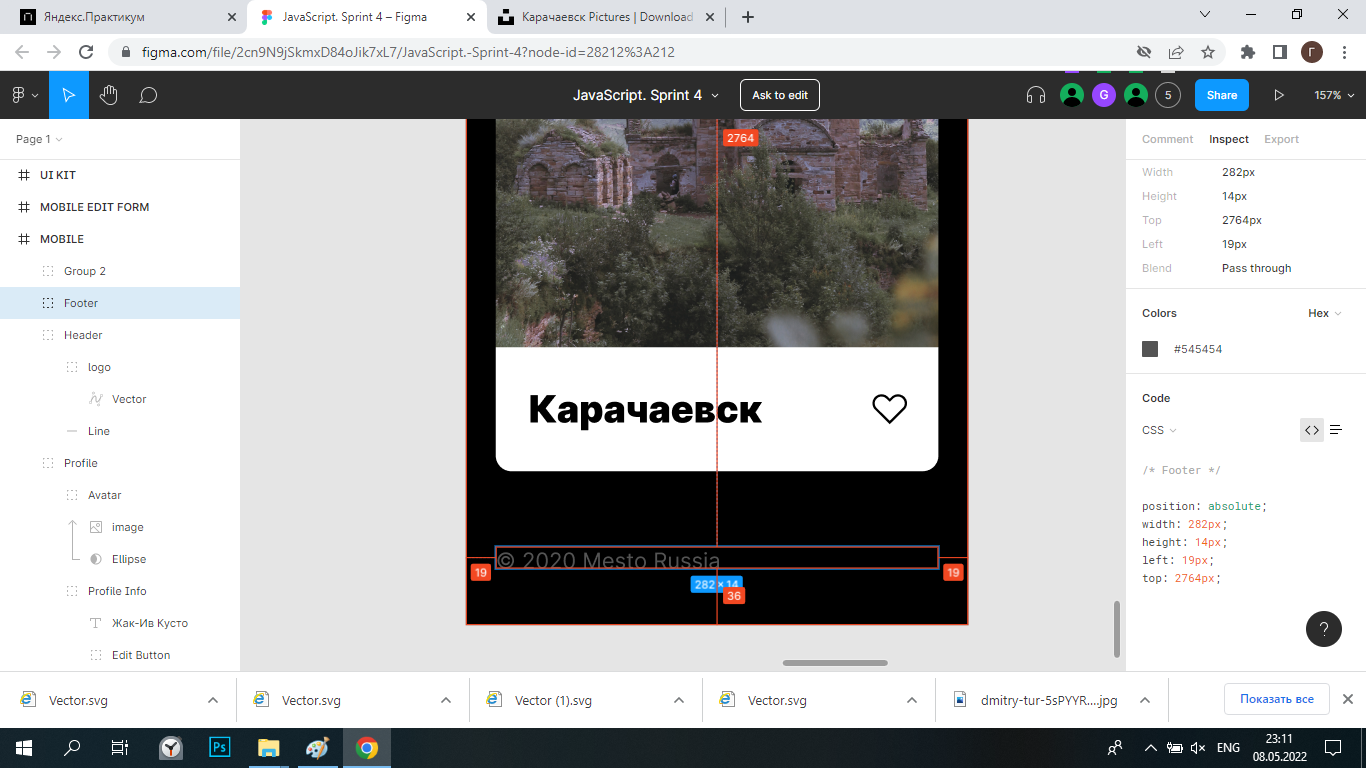 Яндекс.Практикум
JavaScript. Sprint 4 – Figma
Карачаевск Pictures | Download
figma.com/file/2cn9N9jSkmxD84oJik7xL7/JavaScript.-Sprint-4?node-id=28212%3A212
Г
JavaScript. Sprint 4
Ask to edit
G
5
Share
157%
Page 1
UI KIT
MOBILE EDIT FORM
MOBILE
Group 2
Footer
Header
logo
Vector
Line
Profile
Avatar
image
Ellipse
Profile Info
Жак-Ив Кусто
Edit Button
2764
Карачаевск
© 2020 Mesto Russia
19
19
282 × 14
36
Comment Inspect Export
Width 282px
Height 14px
Top 2764px
Left 19px
Blend Pass through
Colors Hex
#545454
Code
CSS
/* Footer */
position: absolute;
width: 282px;
height: 14px;
left: 19px;
top: 2764px;
?
Vector.svg
Vector.svg
Vector (1).svg
Vector.svg
dmitry-tur-5sPYYR....jpg
Показать все
Ps
ENG
23:11
08.05.2022